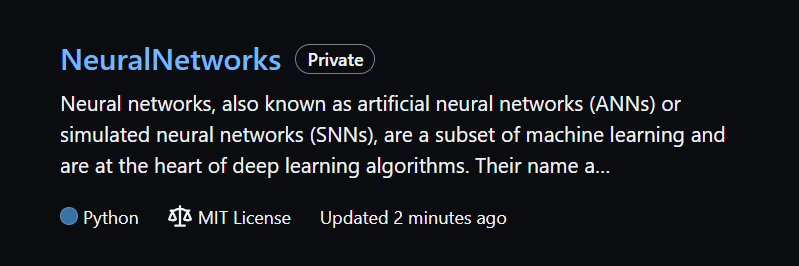 NeuralNetworks Private
Neural networks, also known as artificial neural networks (ANNs) or
simulated neural networks (SNNs), are a subset of machine learning and
are at the heart of deep learning algorithms. Their name a...
Python MIT License Updated 2 minutes ago